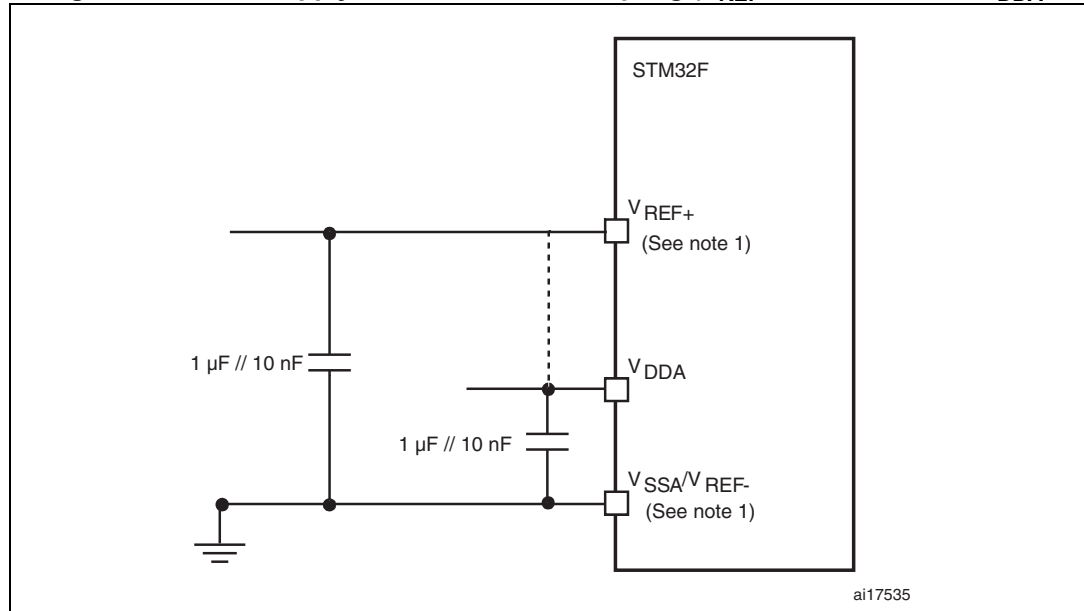 STM32F
VREF+
(See note 1)
1 µF // 10 nF
VDDA
1 µF // 10 nF
VSSA/VREF-
(See note 1)
ai17535